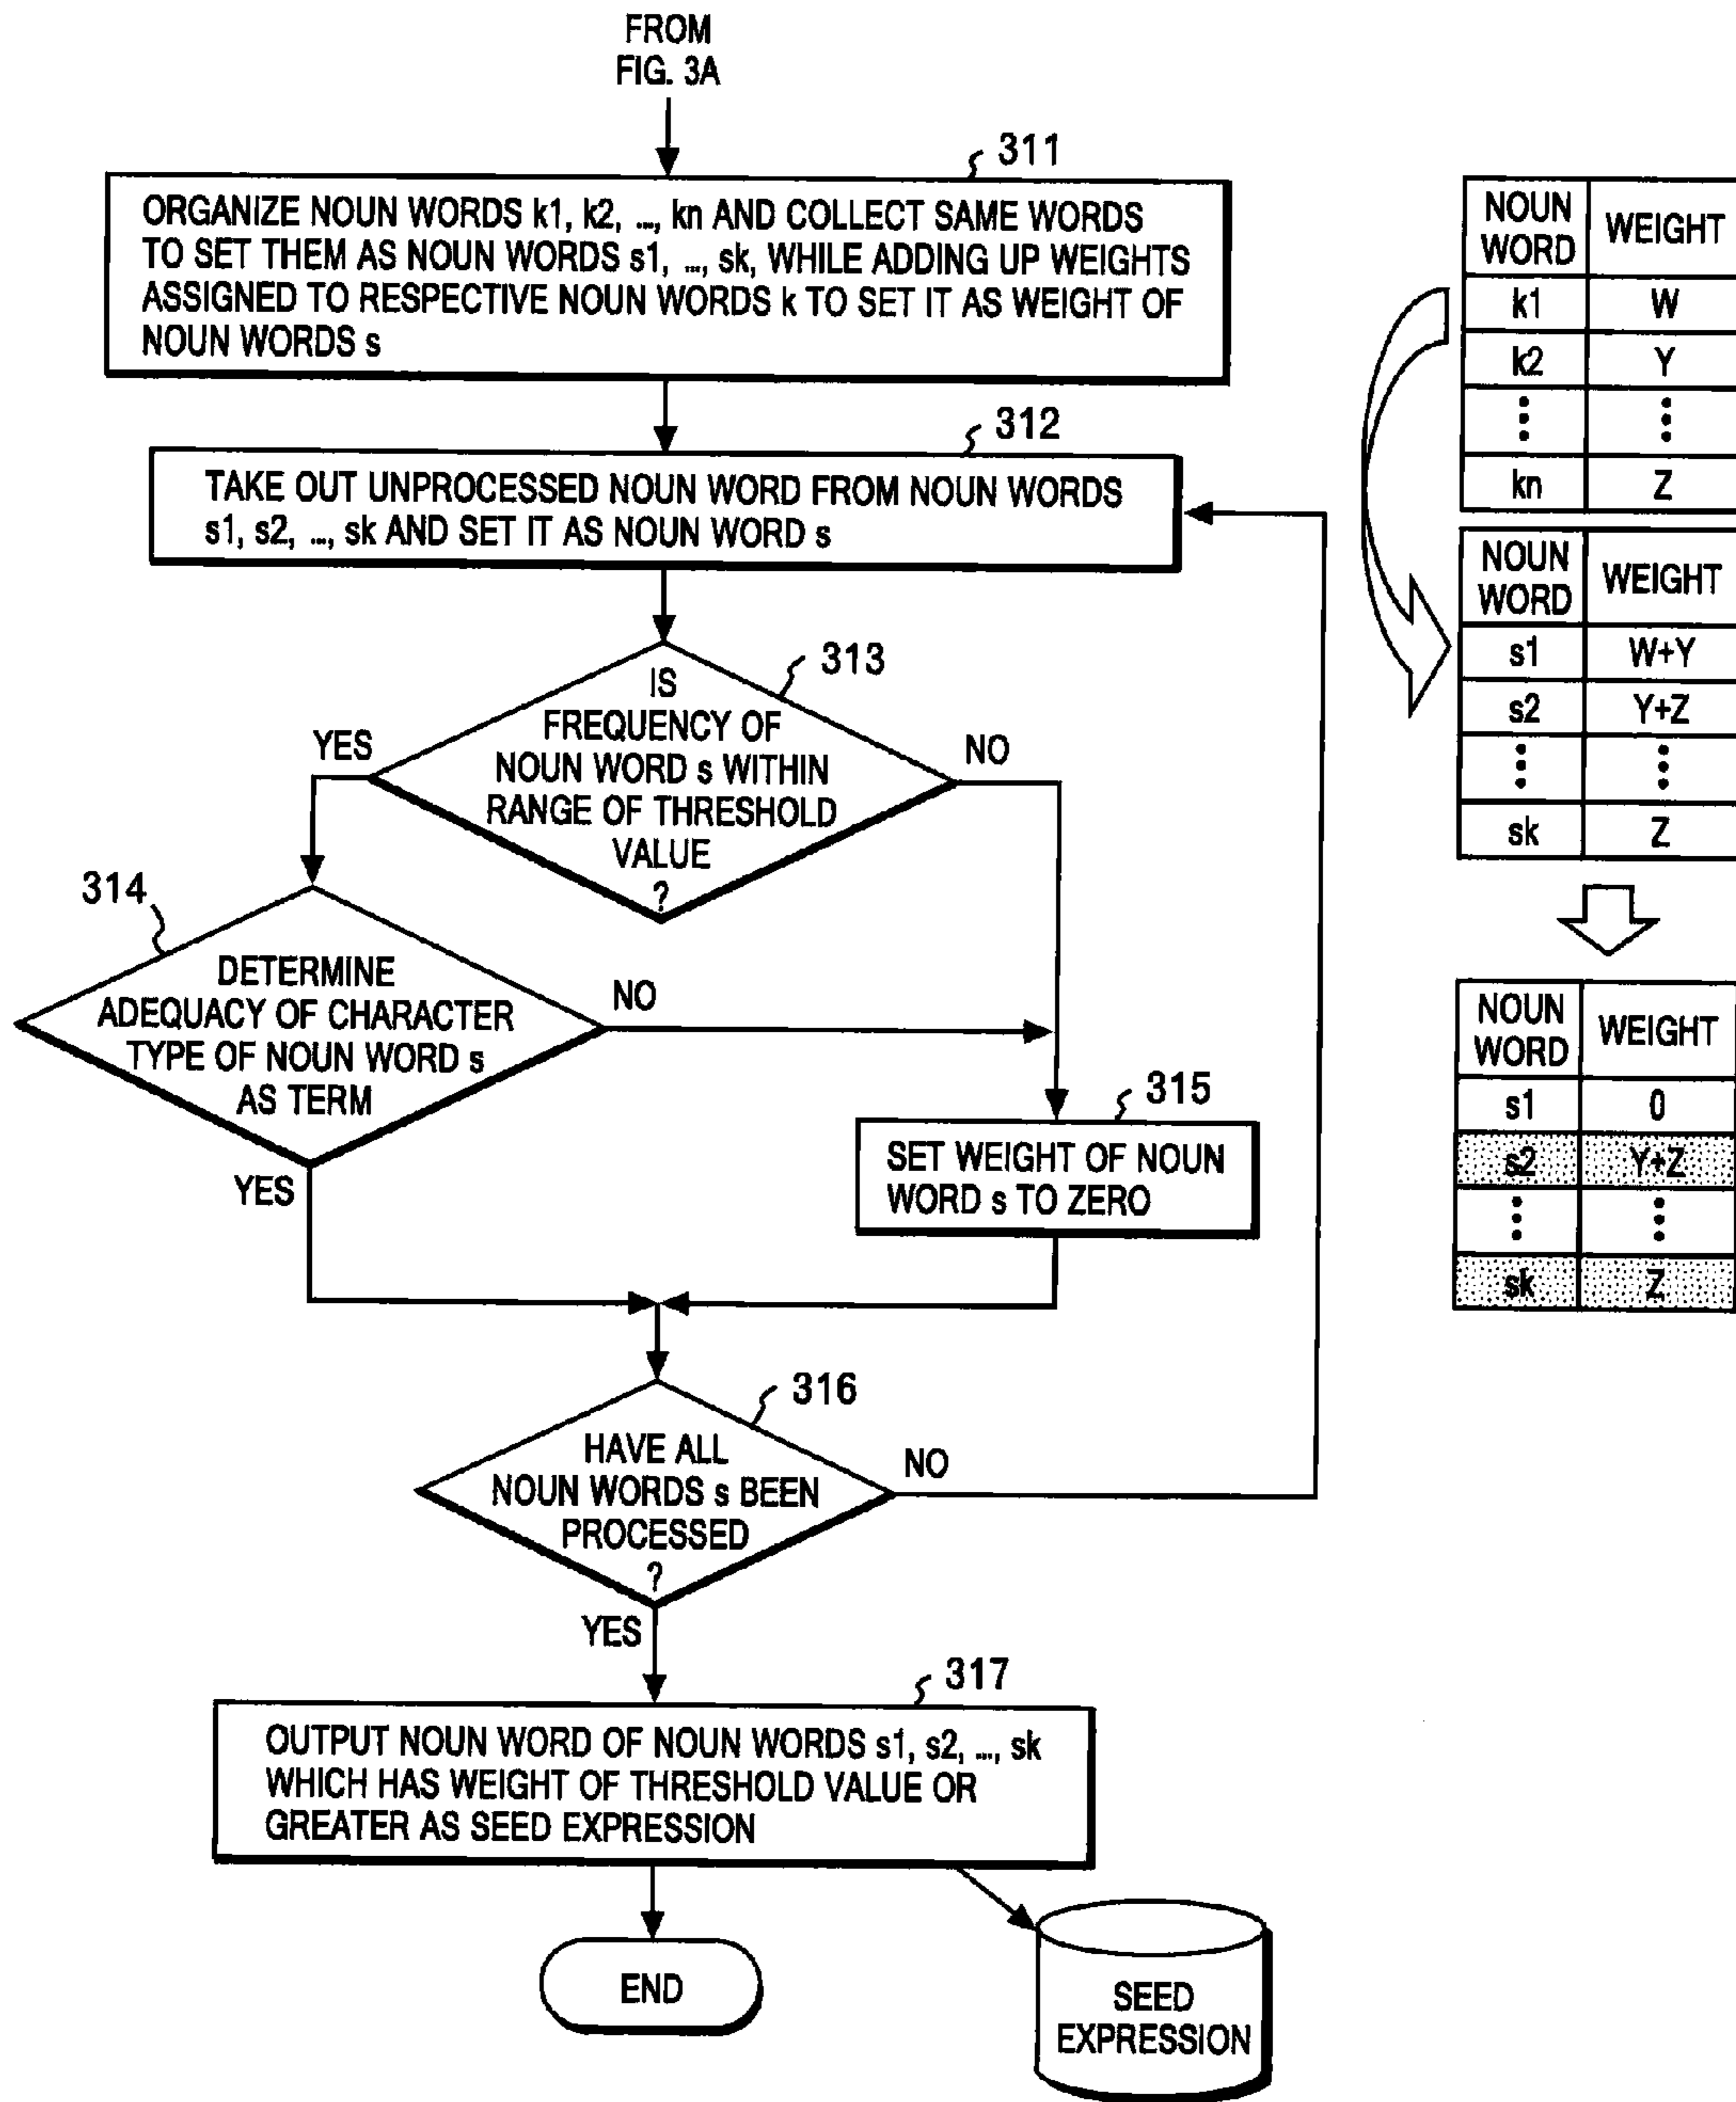 FROM
FIG. 3A
311
ORGANIZE NOUN WORDS k1, k2, ..., kn AND COLLECT SAME WORDS
TO SET THEM AS NOUN WORDS s1, ..., sk, WHILE ADDING UP WEIGHTS
ASSIGNED TO RESPECTIVE NOUN WORDS k TO SET IT AS WEIGHT OF
NOUN WORDS s
312
TAKE OUT UNPROCESSED NOUN WORD FROM NOUN WORDS
s1, s2, ..., sk AND SET IT AS NOUN WORD s
313
IS
FREQUENCY OF
NOUN WORD s WITHIN
RANGE OF THRESHOLD
VALUE
?
YES
NO
314
DETERMINE
ADEQUACY OF CHARACTER
TYPE OF NOUN WORD s
AS TERM
NO
YES
315
SET WEIGHT OF NOUN
WORD s TO ZERO
316
HAVE ALL
NOUN WORDS s BEEN
PROCESSED
?
NO
YES
317
OUTPUT NOUN WORD OF NOUN WORDS s1, s2, ..., sk
WHICH HAS WEIGHT OF THRESHOLD VALUE OR
GREATER AS SEED EXPRESSION
END
SEED
EXPRESSION
NOUN WORD WEIGHT
k1 W
k2 Y
⋮ ⋮
kn Z
NOUN WORD WEIGHT
s1 W+Y
s2 Y+Z
⋮ ⋮
sk Z
NOUN WORD WEIGHT
s1 0
s2 Y+Z
⋮ ⋮
sk Z